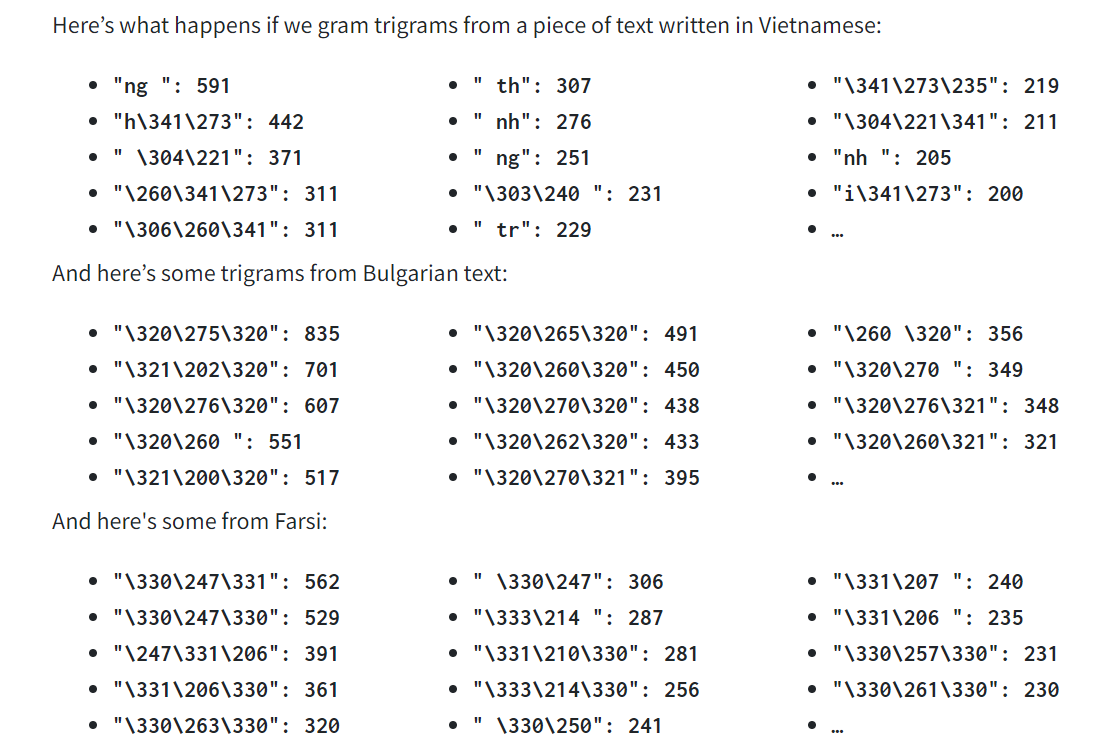 Here’s what happens if we gram trigrams from a piece of text written in Vietnamese:
• "ng ": 591
• "h\341\273": 442
• " \304\221": 371
• "\260\341\273": 311
• "\306\260\341": 311
• " th": 307
• " nh": 276
• " ng": 251
• "\303\240 ": 231
• " tr": 229
• "\341\273\235": 219
• "\304\221\341": 211
• "nh ": 205
• "i\341\273": 200
• …
And here’s some trigrams from Bulgarian text:
• "\320\275\320": 835
• "\321\202\320": 701
• "\320\276\320": 607
• "\320\260 ": 551
• "\321\200\320": 517
• "\320\265\320": 491
• "\320\260\320": 450
• "\320\270\320": 438
• "\320\262\320": 433
• "\320\270\321": 395
• "\260 \320": 356
• "\320\270 ": 349
• "\320\276\321": 348
• "\320\260\321": 321
• …
And here's some from Farsi:
• "\330\247\331": 562
• "\330\247\330": 529
• "\247\331\206": 391
• "\331\206\330": 361
• "\330\263\330": 320
• " \330\247": 306
• "\333\214 ": 287
• "\331\210\330": 281
• "\333\214\330": 256
• " \330\250": 241
• "\331\207 ": 240
• "\331\206 ": 235
• "\330\257\330": 231
• "\330\261\330": 230
• …